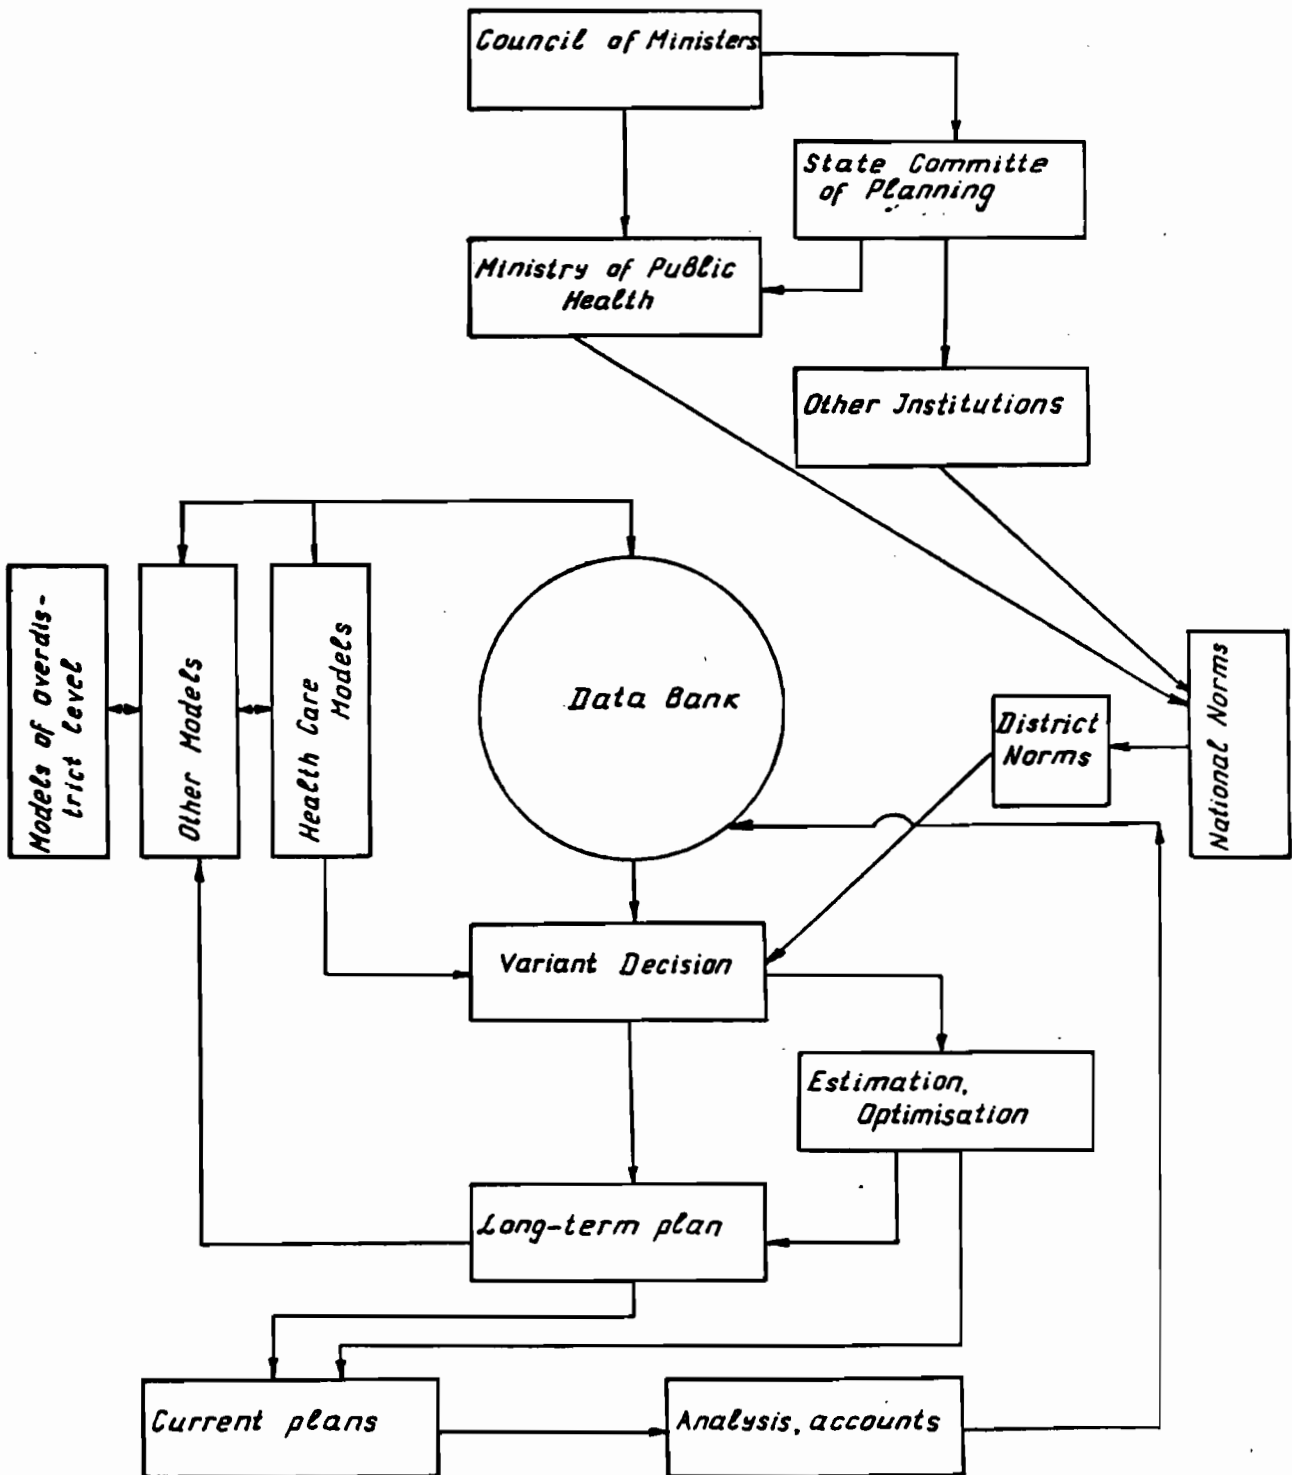 Council of Ministers
State Committe
of Planning
Ministry of Public
Health
Other Institutions
Models of overdis-
trict level
Other Models
Health Care
Models
Data Bank
District
Norms
National Norms
Variant Decision
Estimation,
Optimisation
Long-term plan
Current plans
Analysis, accounts